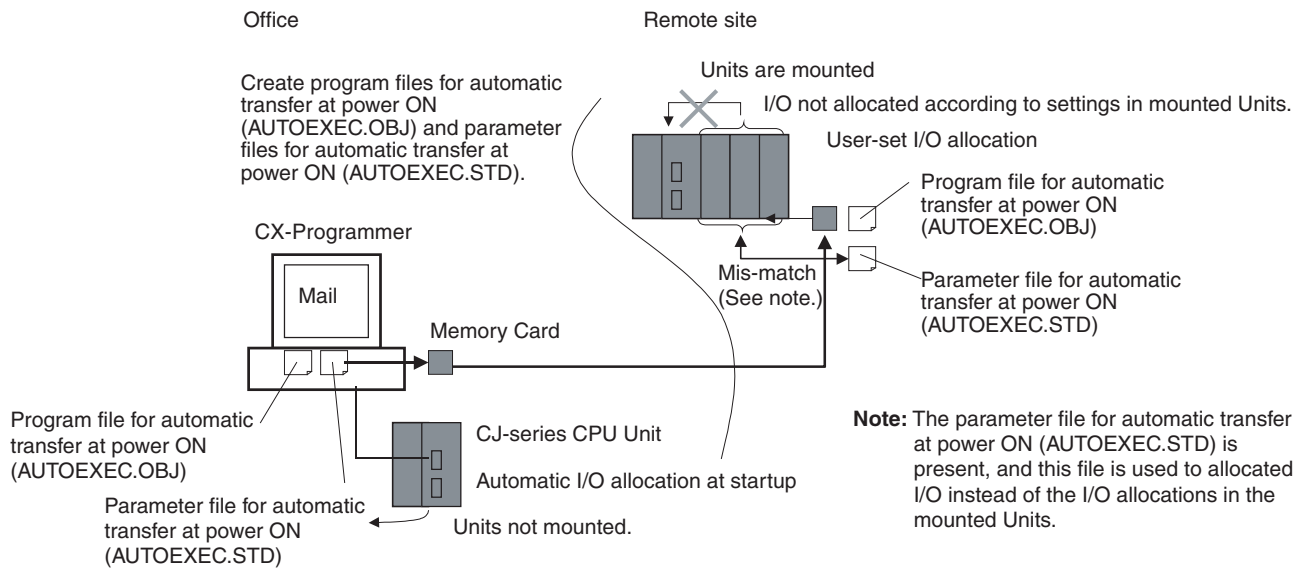 Office
Remote site
Create program files for automatic
transfer at power ON
(AUTOEXEC.OBJ) and parameter
files for automatic transfer at
power ON (AUTOEXEC.STD).
Units are mounted
I/O not allocated according to settings in mounted Units.
User-set I/O allocation
Program file for automatic
transfer at power ON
(AUTOEXEC.OBJ)
CX-Programmer
Mail
Mis-match
(See note.)
Parameter file for automatic
transfer at power ON
(AUTOEXEC.STD)
Memory Card
Program file for automatic
transfer at power ON
(AUTOEXEC.OBJ)
CJ-series CPU Unit
Automatic I/O allocation at startup
Parameter file for automatic
transfer at power ON
(AUTOEXEC.STD)
Units not mounted.
Note: The parameter file for automatic transfer
at power ON (AUTOEXEC.STD) is
present, and this file is used to allocated
I/O instead of the I/O allocations in the
mounted Units.